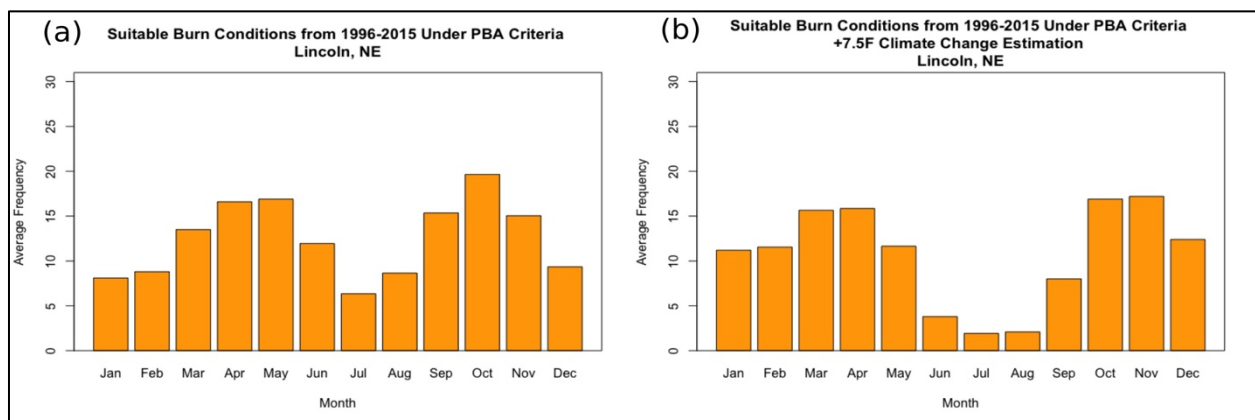 (a)
Suitable Burn Conditions from 1996-2015 Under PBA Criteria
Lincoln, NE
Average Frequency
30
25
20
15
10
5
0
Jan Feb Mar Apr May Jun Jul Aug Sep Oct Nov Dec
Month
(b)
Suitable Burn Conditions from 1996-2015 Under PBA Criteria
+7.5F Climate Change Estimation
Lincoln, NE
Average Frequency
30
25
20
15
10
5
0
Jan Feb Mar Apr May Jun Jul Aug Sep Oct Nov Dec
Month